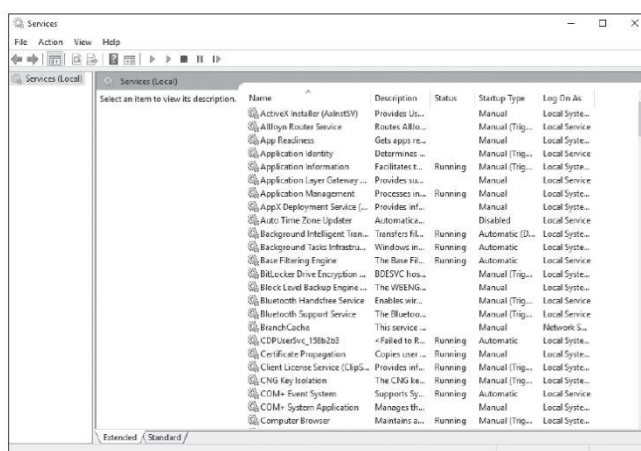 Services
File Action View Help
Services (Local)
Services (Local)
Select an item to view its description.
Name Description Status Startup Type Log On As
ActiveX Installer (AxInstSV) Provides Us... Manual Local Syste...
AllJoyn Router Service Routes AllJo... Manual (Trig... Local Service
App Readiness Gets apps re... Manual Local Syste...
Application Identity Determines ... Manual (Trig... Local Service
Application Information Facilitates t... Running Manual (Trig... Local Syste...
Application Layer Gateway ... Provides su... Manual Local Service
Application Management Processes in... Running Manual Local Syste...
AppX Deployment Service (... Provides inf... Manual Local Syste...
Auto Time Zone Updater Automatica... Disabled Local Service
Background Intelligent Tran... Transfers fil... Running Automatic (D... Local Syste...
Background Tasks Infrastru... Windows in... Running Automatic Local Syste...
Base Filtering Engine The Base Fil... Running Automatic Local Service
BitLocker Drive Encryption ... BDESVC hos... Manual (Trig... Local Syste...
Block Level Backup Engine ... The WBENG... Manual Local Syste...
Bluetooth Handsfree Service Enables wir... Manual (Trig... Local Service
Bluetooth Support Service The Bluetoo... Manual (Trig... Local Service
BranchCache This service ... Manual Network S...
CDPUserSvc_158b2b3 <Failed to R... Running Automatic Local Syste...
Certificate Propagation Copies user ... Running Manual Local Syste...
Client License Service (ClipS... Provides inf... Running Manual (Trig... Local Syste...
CNG Key Isolation The CNG ke... Running Manual (Trig... Local Syste...
COM+ Event System Supports Sy... Running Automatic Local Service
COM+ System Application Manages th... Manual Local Syste...
Computer Browser Maintains a... Running Manual (Trig... Local Syste...
Extended Standard